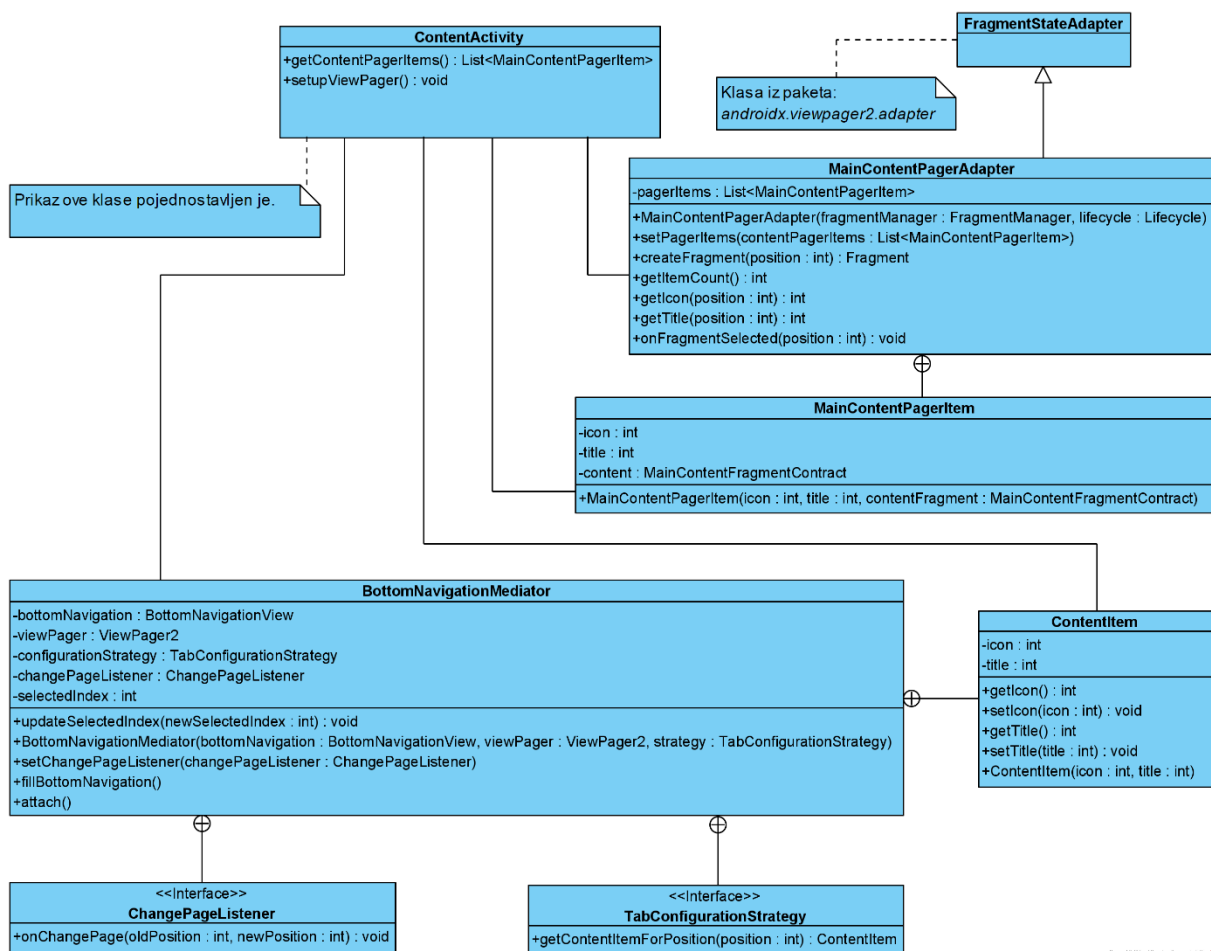 ContentActivity
+getContentPagerItems() : List<MainContentPagerItem>
+setupViewPager() : void
FragmentStateAdapter
Klasa iz paketa:
androidx.viewpager2.adapter
Prikaz ove klase pojednostavljen je.
MainContentPagerAdapter
-pagerItems : List<MainContentPagerItem>
+MainContentPagerAdapter(fragmentManager : FragmentManager, lifecycle : Lifecycle)
+setPagerItems(contentPagerItems : List<MainContentPagerItem>)
+createFragment(position : int) : Fragment
+getItemCount() : int
+getIcon(position : int) : int
+getTitle(position : int) : int
+onFragmentSelected(position : int) : void
MainContentPagerItem
-icon : int
-title : int
-content : MainContentFragmentContract
+MainContentPagerItem(icon : int, title : int, contentFragment : MainContentFragmentContract)
BottomNavigationMediator
-bottomNavigation : BottomNavigationView
-viewPager : ViewPager2
-configurationStrategy : TabConfigurationStrategy
-changePageListener : ChangePageListener
-selectedIndex : int
+updateSelectedIndex(newSelectedIndex : int) : void
+BottomNavigationMediator(bottomNavigation : BottomNavigationView, viewPager : ViewPager2, strategy : TabConfigurationStrategy)
+setChangePageListener(changePageListener : ChangePageListener)
+fillBottomNavigation()
+attach()
ContentItem
-icon : int
-title : int
+getIcon() : int
+setIcon(icon : int) : void
+getTitle() : int
+setTitle(title : int) : void
+ContentItem(icon : int, title : int)
<<Interface>>
ChangePageListener
+onChangePage(oldPosition : int, newPosition : int) : void
<<Interface>>
TabConfigurationStrategy
+getContentItemForPosition(position : int) : ContentItem